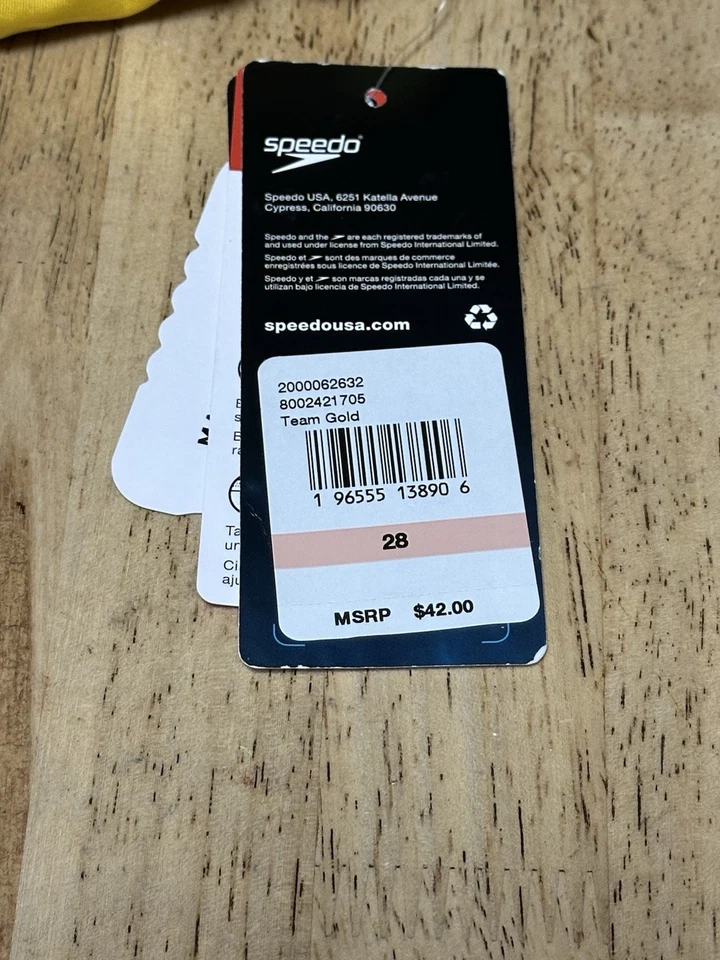 speedo
Speedo USA, 6251 Katella Avenue
Cypress, California 90630
Speedo and the are each registered trademarks of
and used under license from Speedo International Limited.
Speedo et sont des marques de commerce
enregistrées sous licence de Speedo International Limitée.
Speedo y et son marcas registradas cada una y se
utilizan bajo licencia de Speedo International Limited.
speedousa.com
2000062632
8002421705
Team Gold
1 96555 13890 6
28
MSRP $42.00